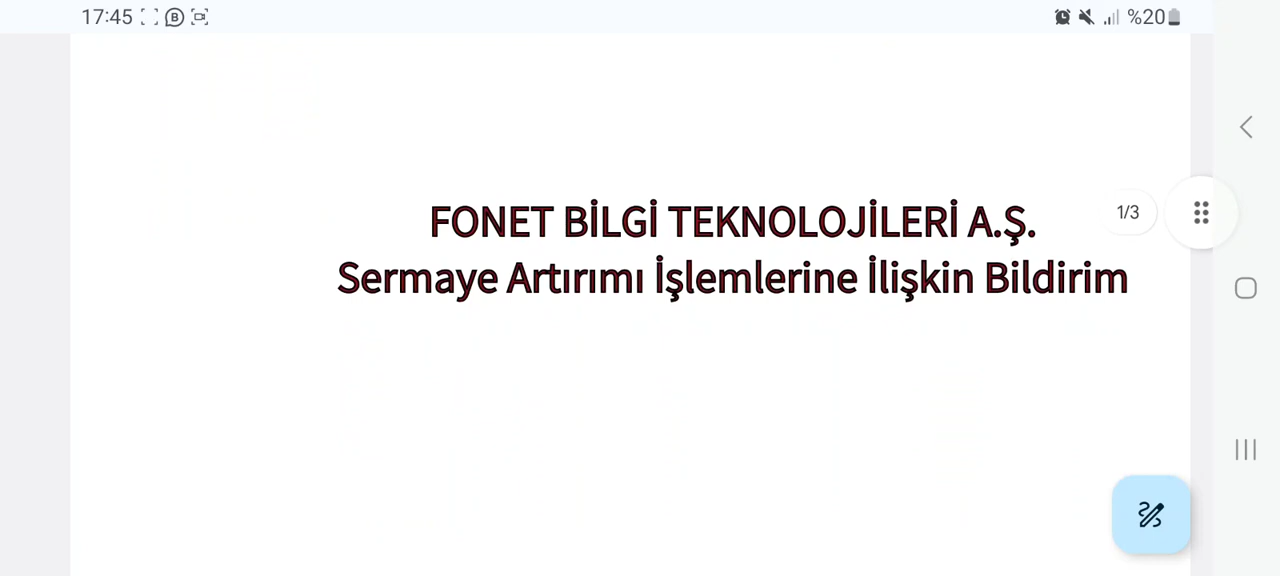 17:45
%20
FONET BİLGİ TEKNOLOJİLERİ A.Ş.
1/3
Sermaye Artırımı İşlemlerine İlişkin Bildirim